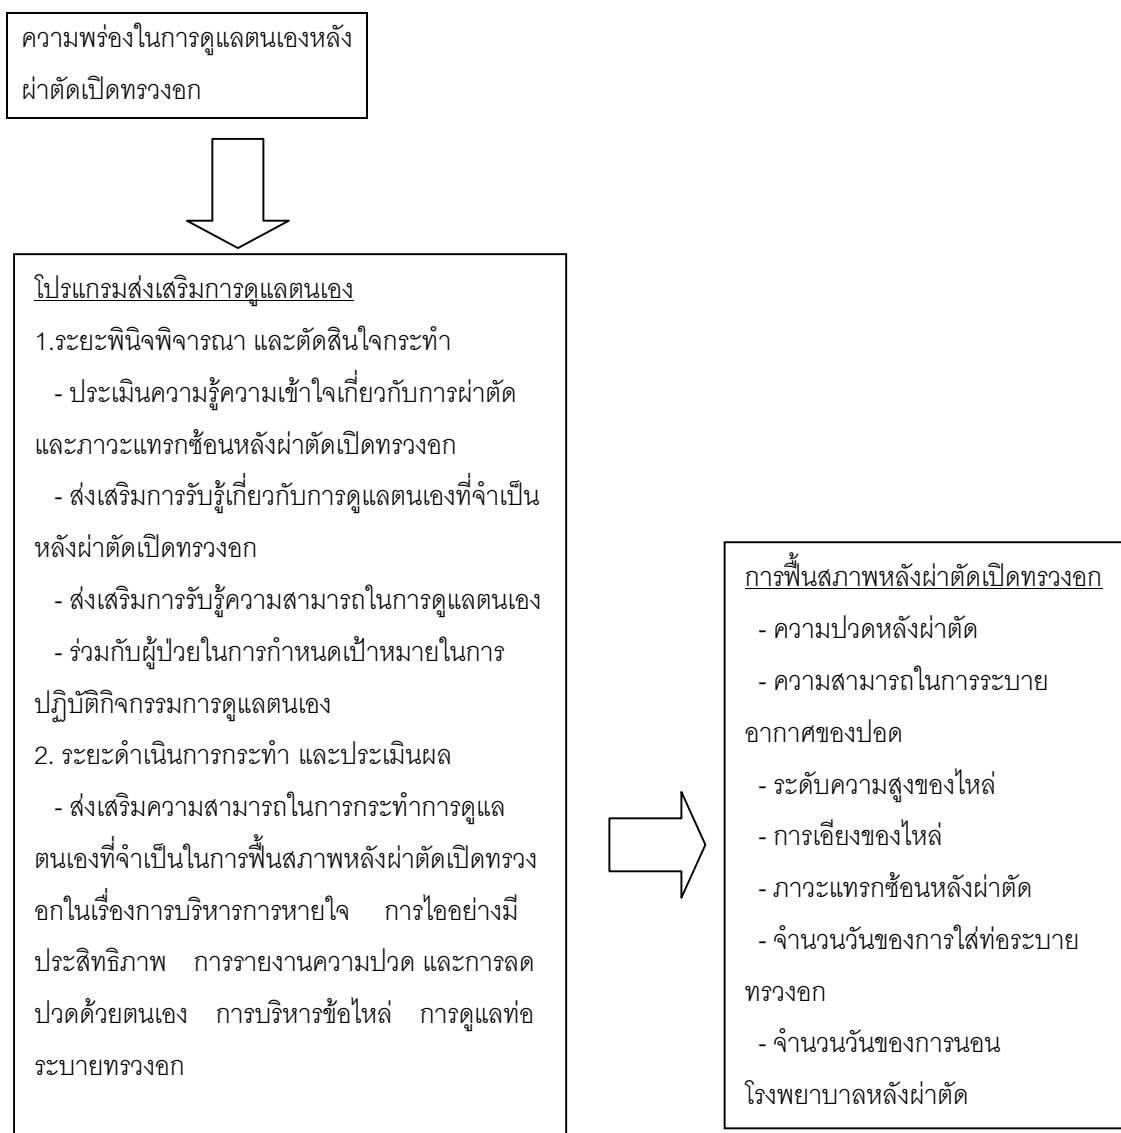 ความพร่องในการดูแลตนเองหลัง
ผ่าตัดเปิดทรวงอก
โปรแกรมส่งเสริมการดูแลตนเอง
1.ระยะพินิจพิจารณา และตัดสินใจกระทำ
- ประเมินความรู้ความเข้าใจเกี่ยวกับการผ่าตัด
และภาวะแทรกซ้อนหลังผ่าตัดเปิดทรวงอก
- ส่งเสริมการรับรู้เกี่ยวกับการดูแลตนเองที่จำเป็น
หลังผ่าตัดเปิดทรวงอก
- ส่งเสริมการรับรู้ความสามารถในการดูแลตนเอง
- ร่วมกับผู้ป่วยในการกำหนดเป้าหมายในการ
ปฏิบัติกิจกรรมการดูแลตนเอง
2. ระยะดำเนินการกระทำ และประเมินผล
- ส่งเสริมความสามารถในการกระทำการดูแล
ตนเองที่จำเป็นในการฟื้นสภาพหลังผ่าตัดเปิดทรวง
อกในเรื่องการบริหารการหายใจ การไออย่างมี
ประสิทธิภาพ การรายงานความปวด และการลด
ปวดด้วยตนเอง การบริหารข้อไหล่ การดูแลท่อ
ระบายทรวงอก
การฟื้นสภาพหลังผ่าตัดเปิดทรวงอก
- ความปวดหลังผ่าตัด
- ความสามารถในการระบาย
อากาศของปอด
- ระดับความสูงของไหล่
- การเอียงของไหล่
- ภาวะแทรกซ้อนหลังผ่าตัด
- จำนวนวันของการใส่ท่อระบาย
ทรวงอก
- จำนวนวันของการนอน
โรงพยาบาลหลังผ่าตัด